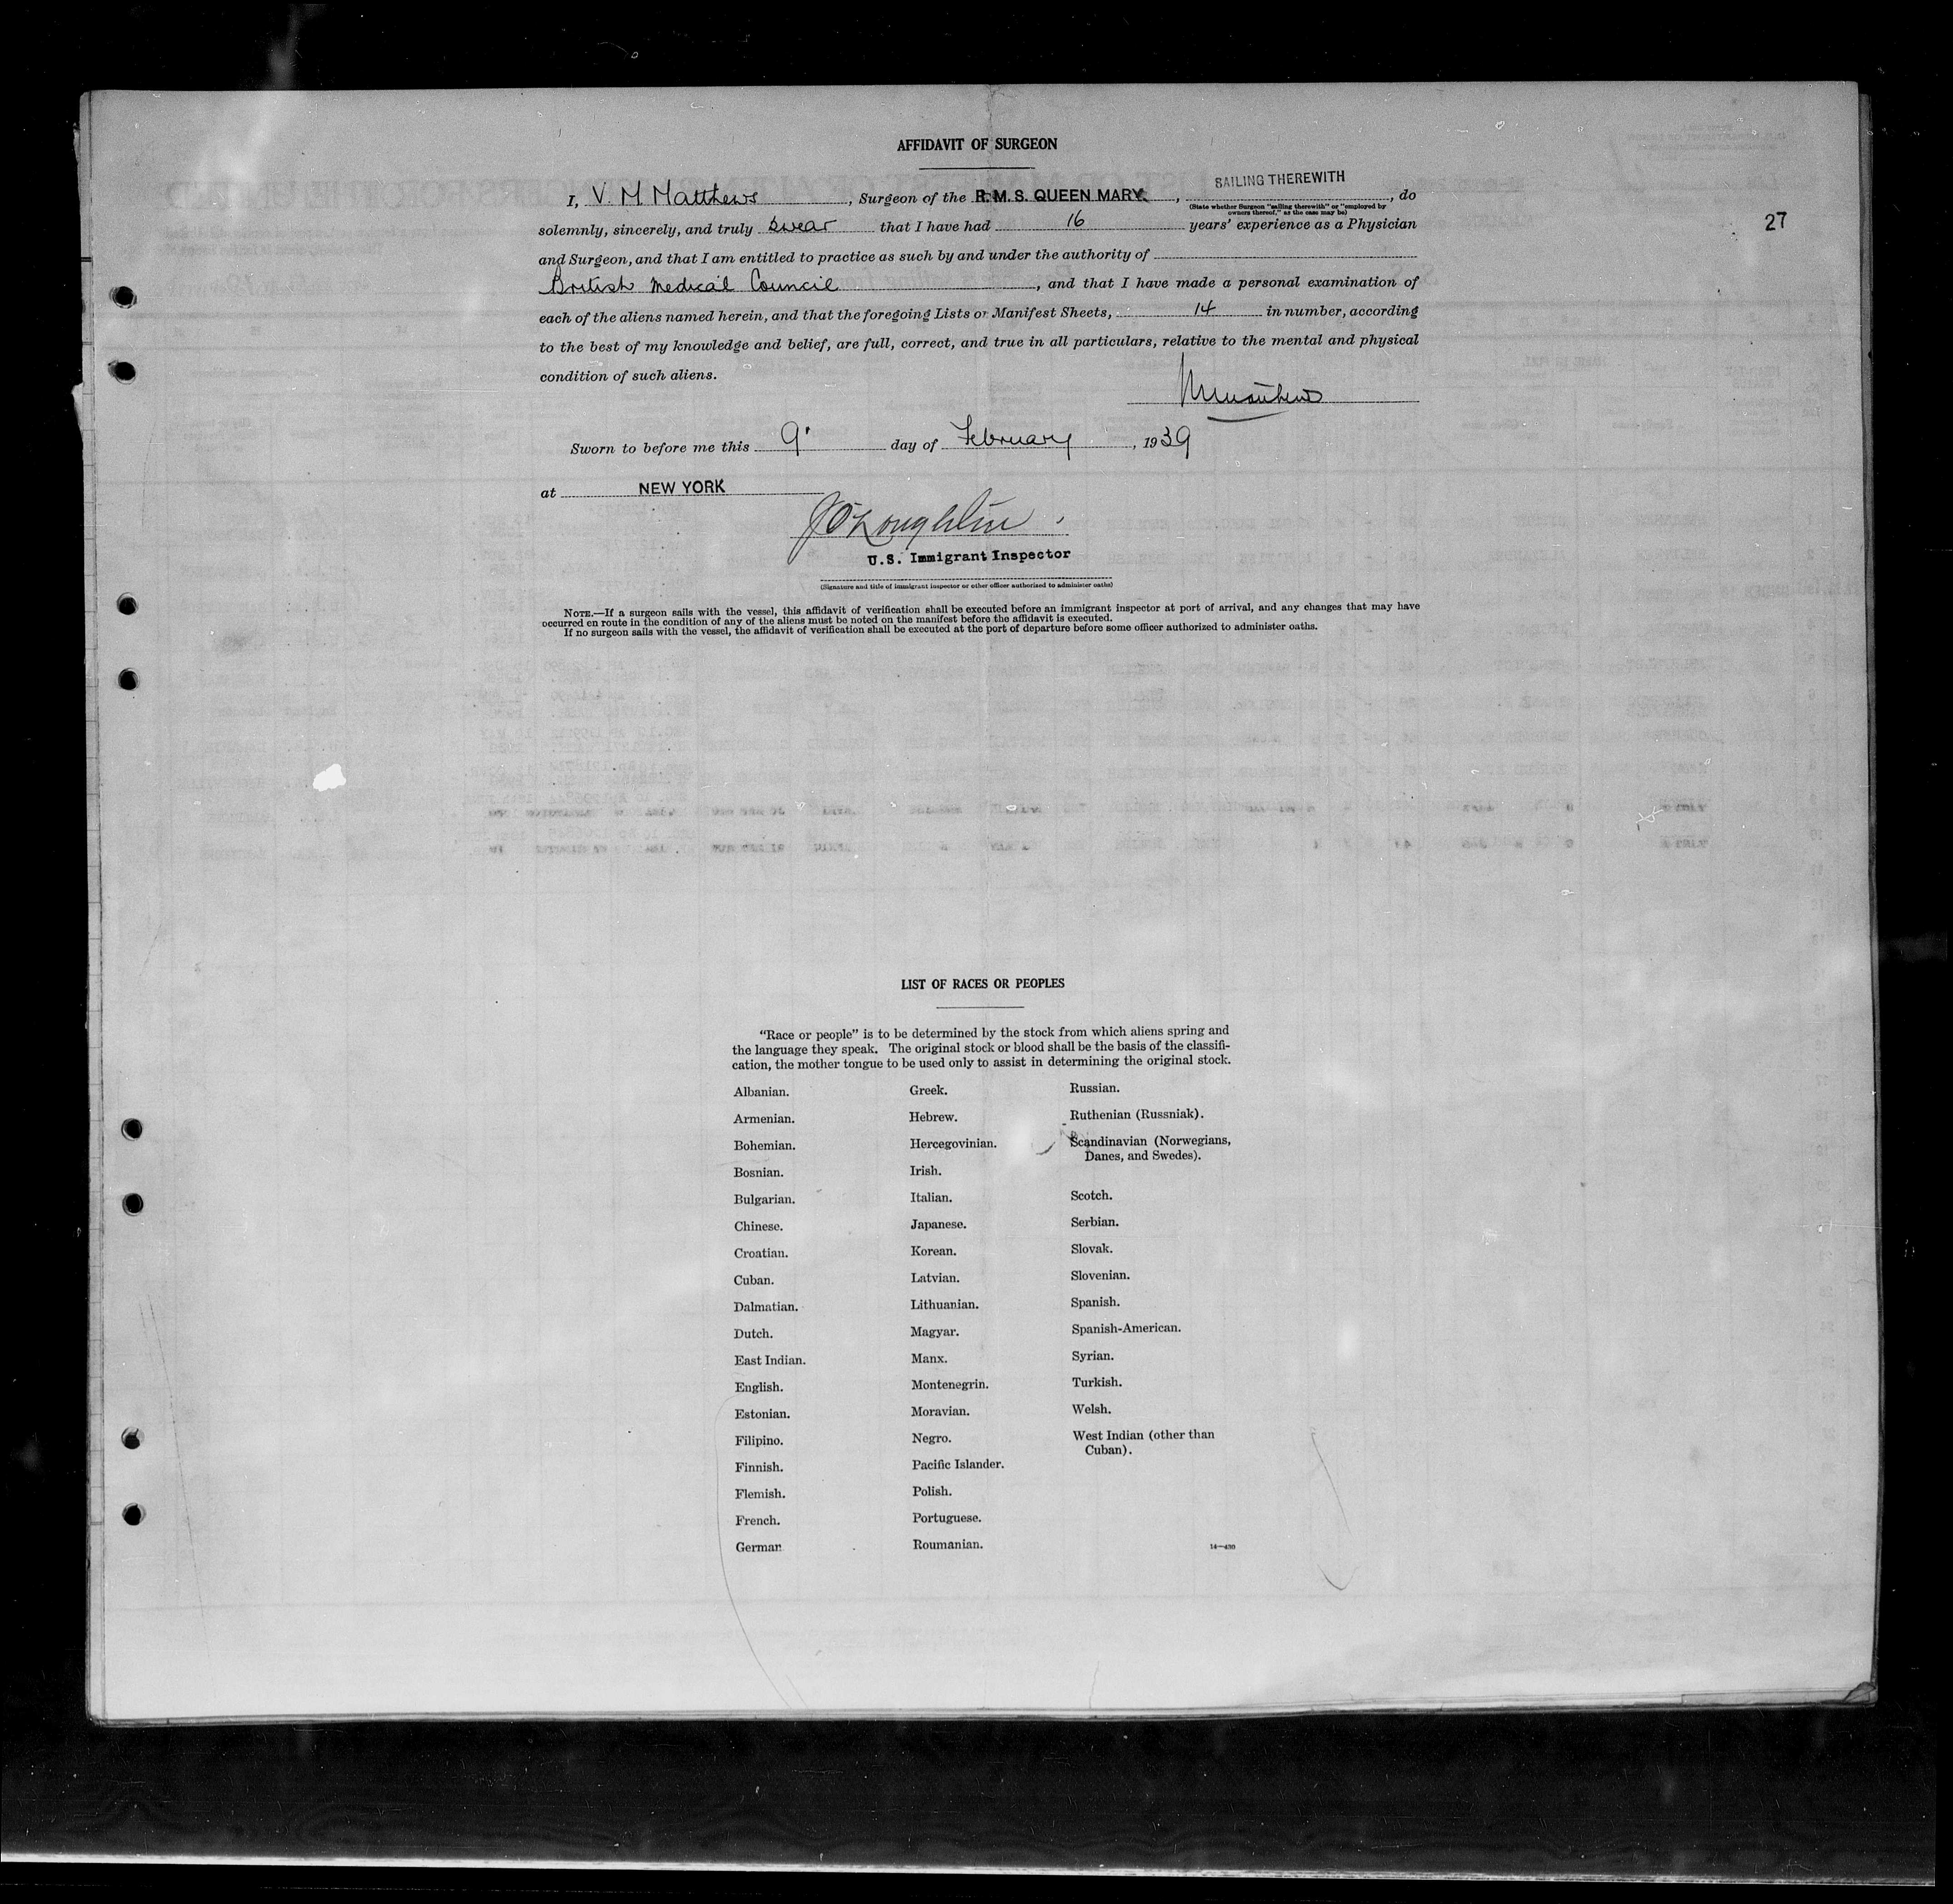 AFFIDAVIT OF SURGEON
27
SAILING THEREWITH
I, V. M Matthews, Surgeon of the R.M.S. QUEEN MARY., do
(State whether Surgeon "sailing therewith" or "employed by
owners thereof," as the case may be)
solemnly, sincerely, and truly swear that I have had 16 years' experience as a Physician
and Surgeon, and that I am entitled to practice as such by and under the authority of
British Medical Council, and that I have made a personal examination of
each of the aliens named herein, and that the foregoing Lists or Manifest Sheets, 14 in number, according
to the best of my knowledge and belief, are full, correct, and true in all particulars, relative to the mental and physical
condition of such aliens.
Sworn to before me this 9' day of February, 1939
at NEW YORK
U.S. Immigrant Inspector
(Signature and title of immigrant inspector or other officer authorized to administer oaths)
NOTE.—If a surgeon sails with the vessel, this affidavit of verification shall be executed before an immigrant inspector at port of arrival, and any changes that may have
occurred en route in the condition of any of the aliens must be noted on the manifest before the affidavit is executed.
If no surgeon sails with the vessel, the affidavit of verification shall be executed at the port of departure before some officer authorized to administer oaths.
LIST OF RACES OR PEOPLES
"Race or people" is to be determined by the stock from which aliens spring and
the language they speak. The original stock or blood shall be the basis of the classifi-
cation, the mother tongue to be used only to assist in determining the original stock.
Albanian.
Armenian.
Bohemian.
Bosnian.
Bulgarian.
Chinese.
Croatian.
Cuban.
Dalmatian.
Dutch.
East Indian.
English.
Estonian.
Filipino.
Finnish.
Flemish.
French.
German
Greek.
Hebrew.
Hercegovinian.
Irish.
Italian.
Japanese.
Korean.
Latvian.
Lithuanian.
Magyar.
Manx.
Montenegrin.
Moravian.
Negro.
Pacific Islander.
Polish.
Portuguese.
Roumanian.
Russian.
Ruthenian (Russniak).
Scandinavian (Norwegians,
Danes, and Swedes).
Scotch.
Serbian.
Slovak.
Slovenian.
Spanish.
Spanish-American.
Syrian.
Turkish.
Welsh.
West Indian (other than
Cuban).
14—430